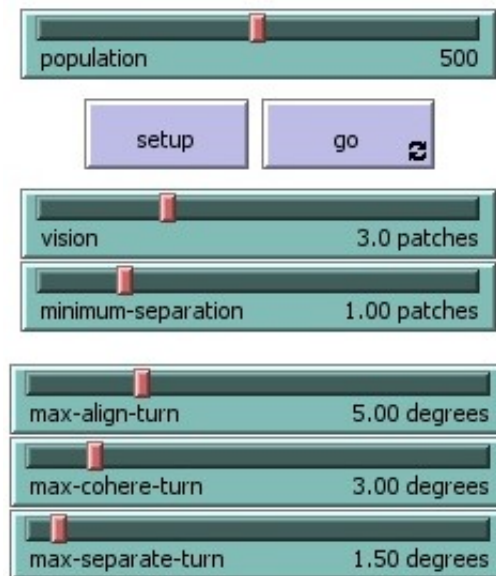 population 500
setup go
vision 3.0 patches
minimum-separation 1.00 patches
max-align-turn 5.00 degrees
max-cohere-turn 3.00 degrees
max-separate-turn 1.50 degrees